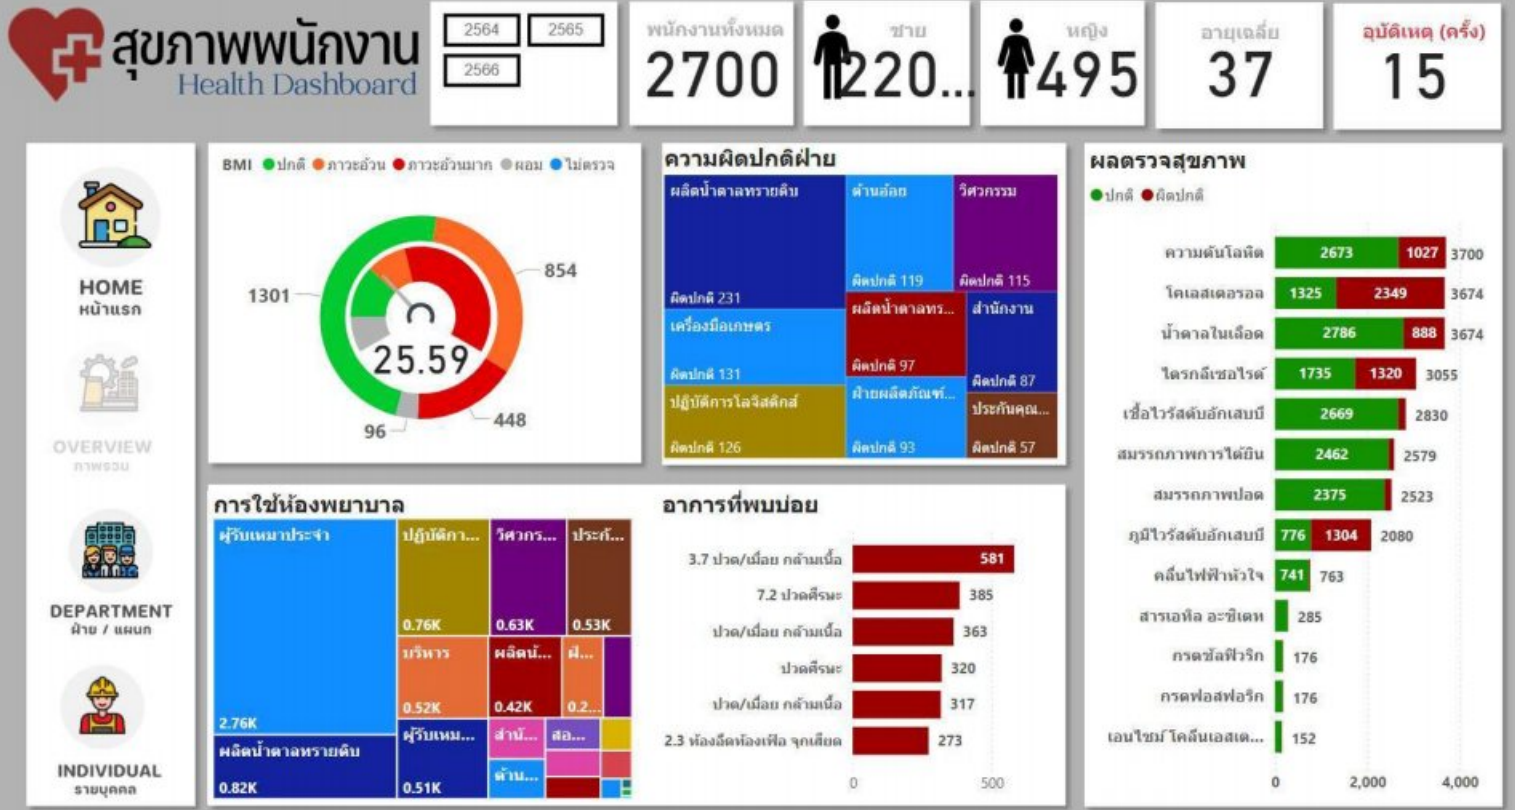 สุขภาพพนักงาน
Health Dashboard
2564
2565
2566
พนักงานทั้งหมด
2700
ชาย
220...
หญิง
495
อายุเฉลี่ย
37
อุบัติเหตุ (ครั้ง)
15
HOME
หน้าแรก
OVERVIEW
ภาพรวม
DEPARTMENT
ฝ่าย / แผนก
INDIVIDUAL
รายบุคคล
BMI ปกติ ภาวะอ้วน ภาวะอ้วนมาก ผอม ไม่ตรวจ
1301
854
25.59
96
448
ความผิดปกติฝ่าย
ผลิตน้ำตาลทรายดิบ
ผิดปกติ 231
ด้านอ้อย
ผิดปกติ 119
วิศวกรรม
ผิดปกติ 115
เครื่องมือเกษตร
ผิดปกติ 131
ผลิตน้ำตาลทร...
ผิดปกติ 97
สำนักงาน
ผิดปกติ 87
ปฏิบัติการโลจิสติกส์
ผิดปกติ 126
ฝ่ายผลิตภัณฑ์...
ผิดปกติ 93
ประกันคุณ...
ผิดปกติ 57
การใช้ห้องพยาบาล
ผู้รับเหมาประจำ
2.76K
ผลิตน้ำตาลทรายดิบ
0.82K
ปฏิบัติกา...
0.76K
วิศวกร...
0.63K
ประกั...
0.53K
บริหาร
0.52K
ผลิตน้...
0.42K
ฝ่...
0.2...
ผู้รับเหม...
0.51K
สำนั...
สอ...
ด้าน...
อาการที่พบบ่อย
3.7 ปวด/เมื่อย กล้ามเนื้อ 581
7.2 ปวดศีรษะ 385
ปวด/เมื่อย กล้ามเนื้อ 363
ปวดศีรษะ 320
ปวด/เมื่อย กล้ามเนื้อ 317
2.3 ท้องอืดท้องเฟ้อ จุกเสียด 273
0 500
ผลตรวจสุขภาพ
ปกติ ผิดปกติ
ความดันโลหิต 2673 1027 3700
โคเลสเตอรอล 1325 2349 3674
น้ำตาลในเลือด 2786 888 3674
ไตรกลีเซอไรด์ 1735 1320 3055
เชื้อไวรัสตับอักเสบบี 2669 2830
สมรรถภาพการได้ยิน 2462 2579
สมรรถภาพปอด 2375 2523
ภูมิไวรัสตับอักเสบบี 776 1304 2080
คลื่นไฟฟ้าหัวใจ 741 763
สารเอทิล อะซิเตท 285
กรดซัลฟิวริก 176
กรดฟอสฟอริก 176
เอนไซม์ โคลีนเอสเต... 152
0 2,000 4,000